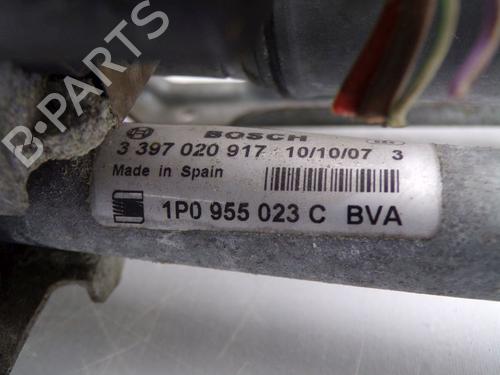 B-PARTS
BOSCH
3 397 020 917 10/10/07 3
Made in Spain
1P0 955 023 C BVA